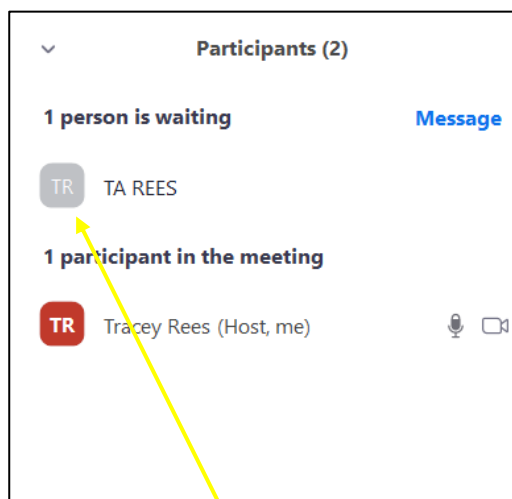 Participants (2)
1 person is waiting Message
TR TA REES
1 participant in the meeting
TR Tracey Rees (Host, me)